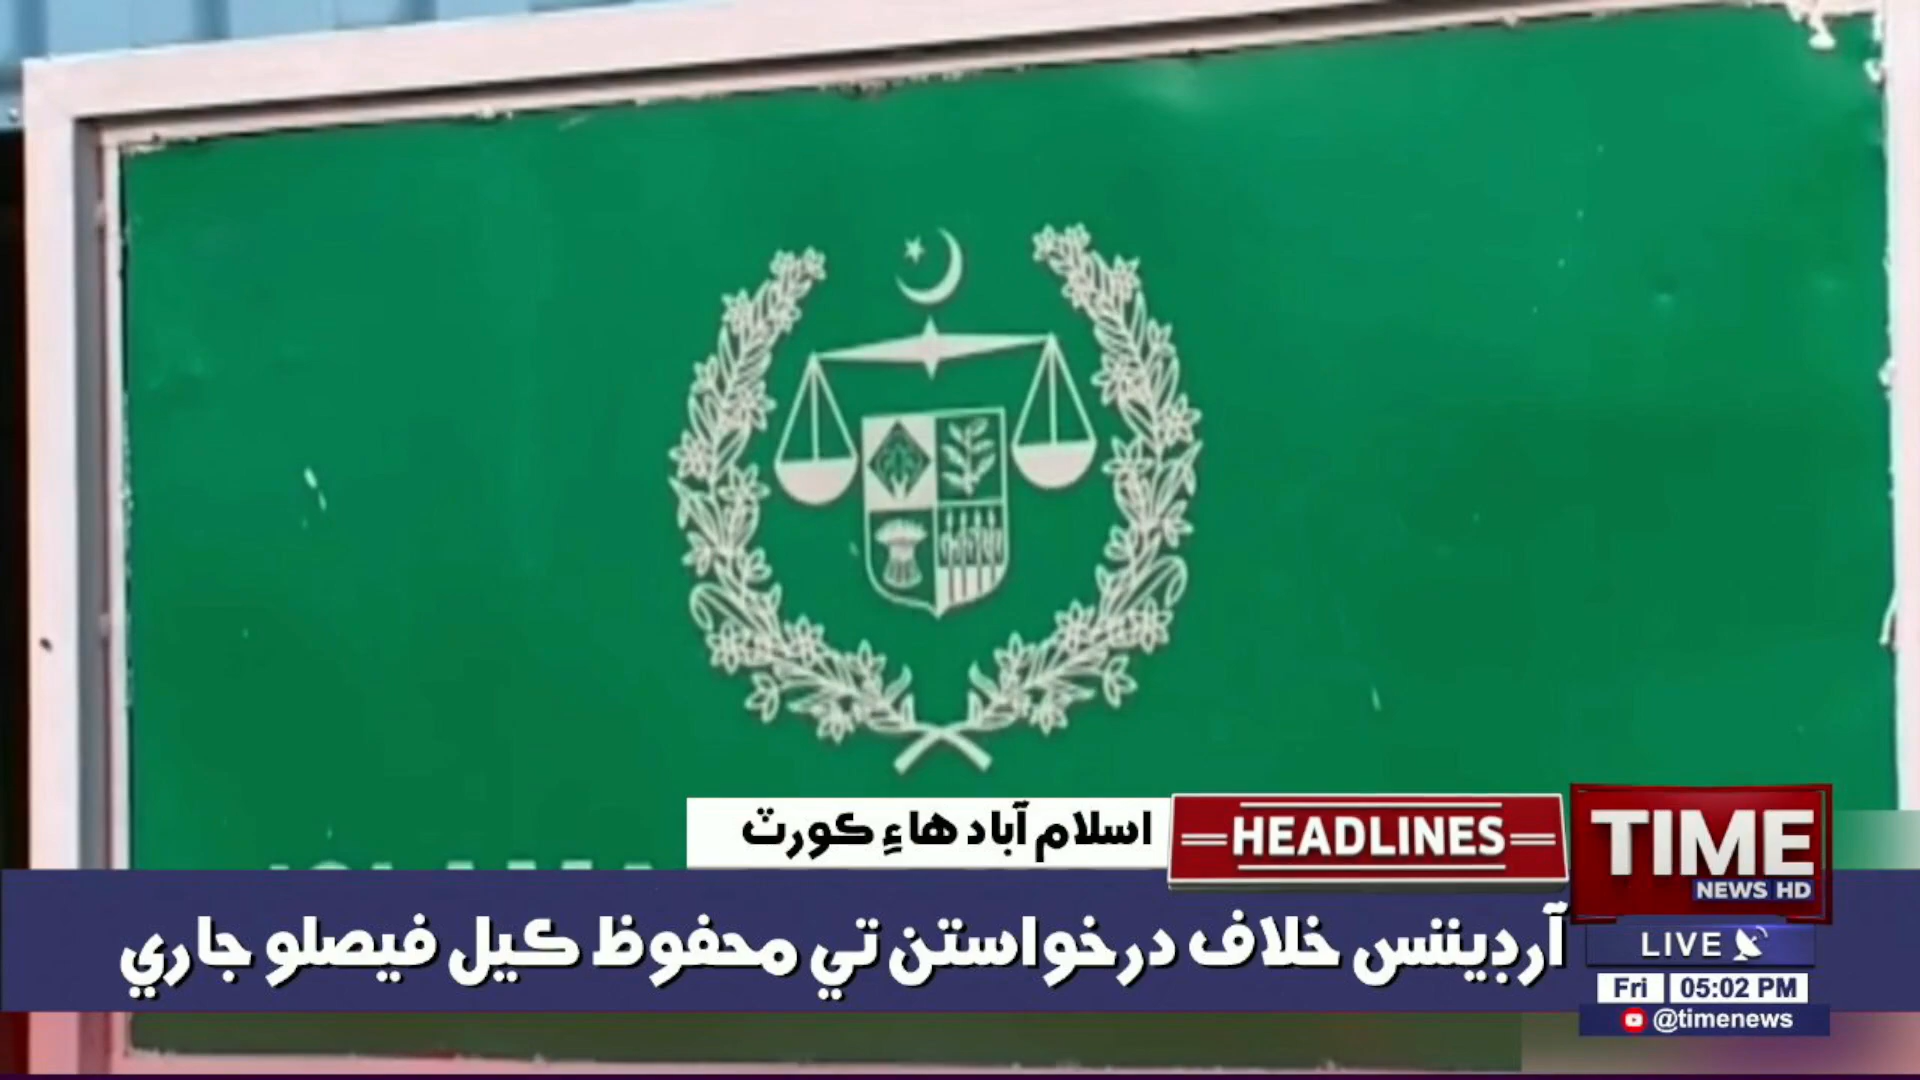 اسلام آباد هاءِ ڪورٽ
HEADLINES
TIME
NEWS HD
آرڊيننس خلاف درخواستن تي محفوظ ڪيل فيصلو جاري
LIVE
Fri 05:02 PM
@timenews